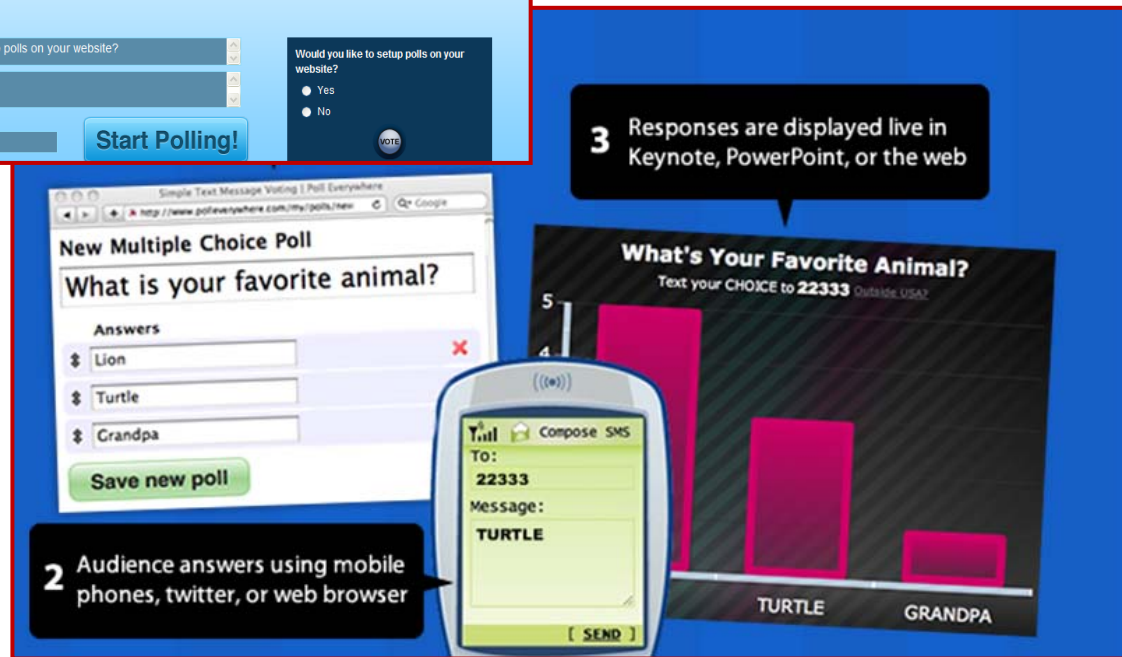 polls on your website?
Start Polling!
Would you like to setup polls on your
website?
Yes
No
VOTE
Simple Text Message Voting | Poll Everywhere
http://www.polleverywhere.com/my/polls/new
Google
New Multiple Choice Poll
What is your favorite animal?
Answers
Lion
Turtle
Grandpa
Save new poll
2 Audience answers using mobile
phones, twitter, or web browser
Compose SMS
To:
22333
Message:
TURTLE
[ SEND ]
3 Responses are displayed live in
Keynote, PowerPoint, or the web
What's Your Favorite Animal?
Text your CHOICE to 22333 Outside USA?
5
4
TURTLE
GRANDPA